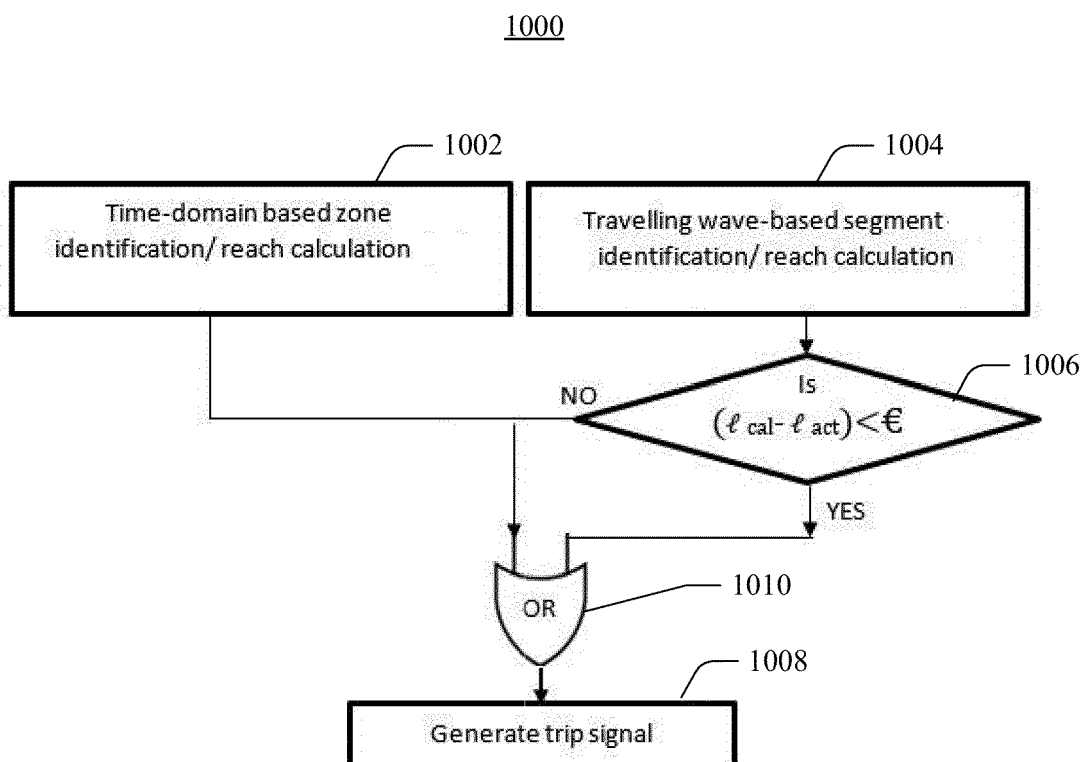 1000
1002
1004
Time-domain based zone
identification/ reach calculation
Travelling wave-based segment
identification/ reach calculation
1006
NO
Is
(ℓ cal- ℓ act)<€
YES
OR
1010
1008
Generate trip signal